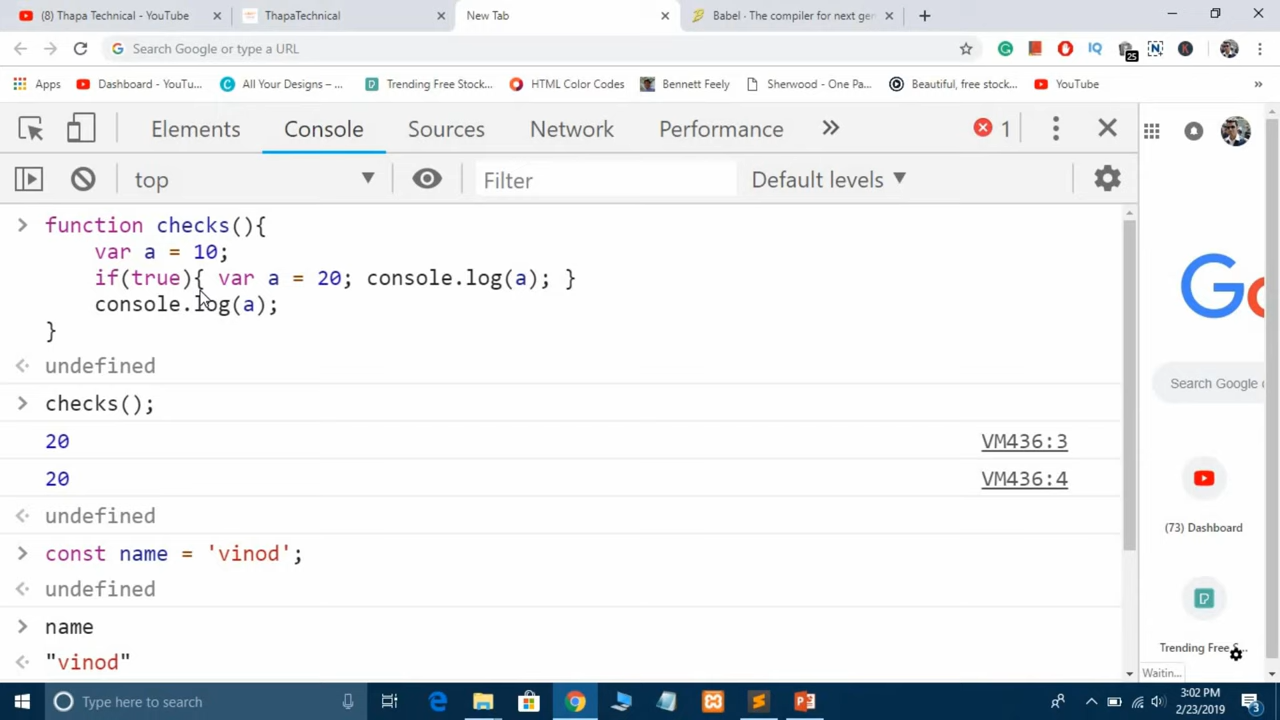 (8) Thapa Technical - YouTube
ThapaTechnical
New Tab
Babel · The compiler for next gen
Search Google or type a URL
25
Apps
Dashboard - YouTu...
All Your Designs – ...
Trending Free Stock...
HTML Color Codes
Bennett Feely
Sherwood - One Pa...
Beautiful, free stock...
YouTube
Elements
Console
Sources
Network
Performance
1
top
Filter
Default levels
function checks(){
var a = 10;
if(true){ var a = 20; console.log(a); }
console.log(a);
}
undefined
checks();
20 VM436:3
20 VM436:4
undefined
const name = 'vinod';
undefined
name
"vinod"
Go
Search Google o
(73) Dashboard
Trending Free S...
Waitin...
Type here to search
3:02 PM
2/23/2019
3